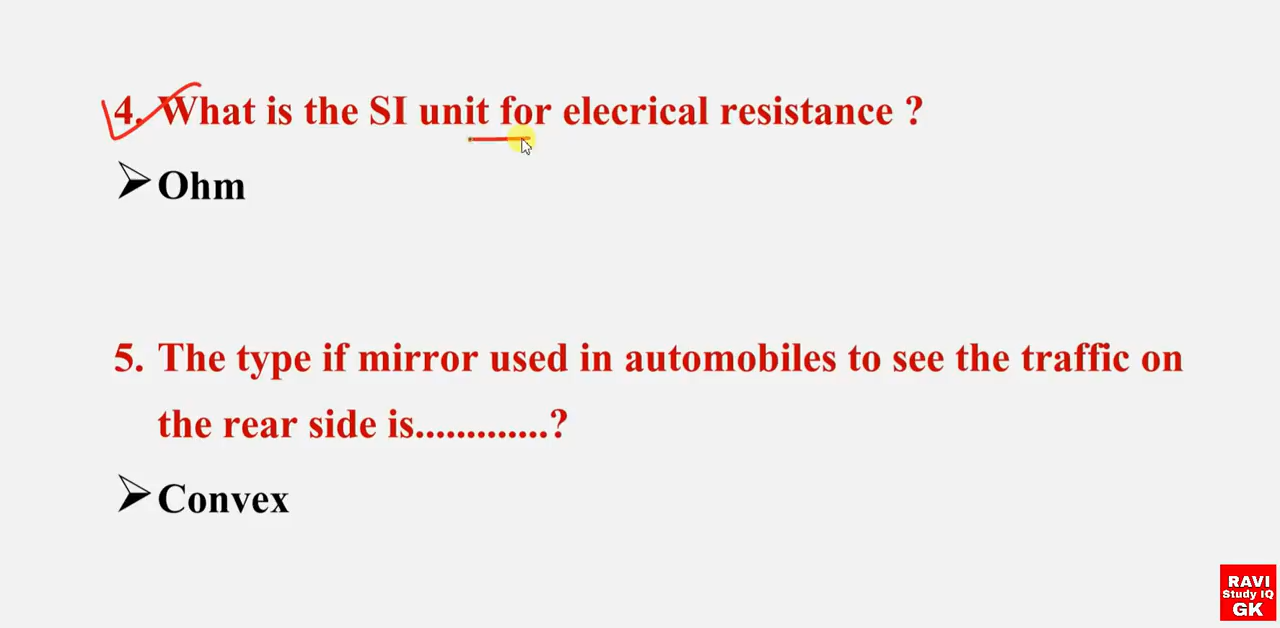 4. What is the SI unit for elecrical resistance ?
Ohm
5. The type if mirror used in automobiles to see the traffic on
the rear side is.............?
Convex
RAVI
Study IQ
GK